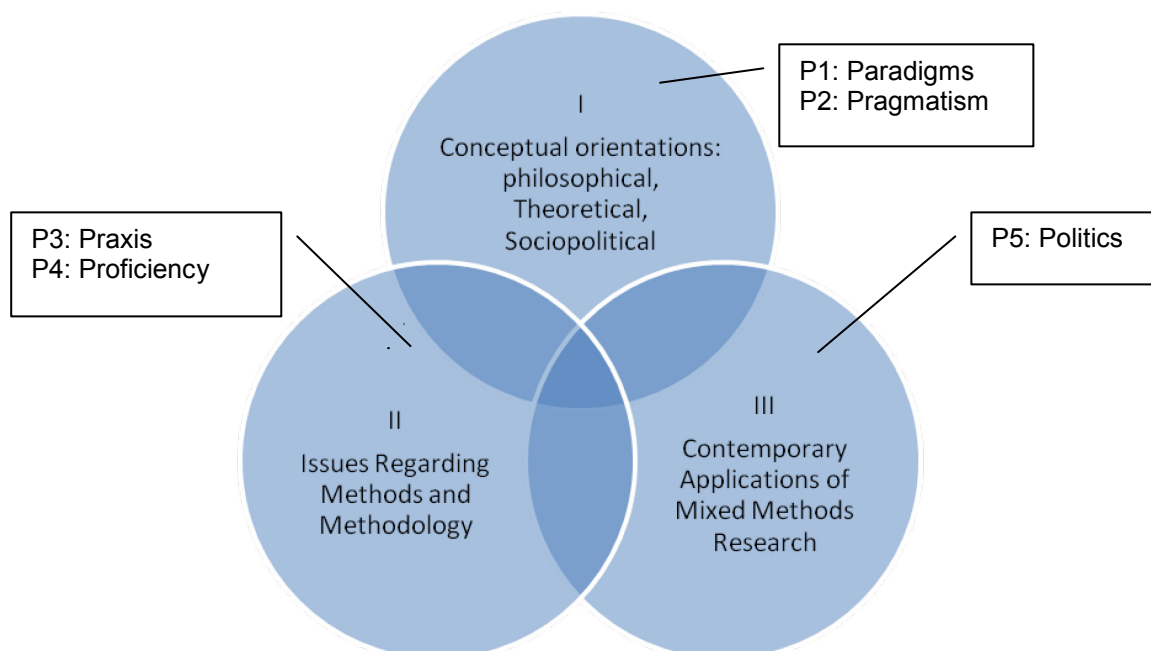 I
Conceptual orientations:
philosophical,
Theoretical,
Sociopolitical
P1: Paradigms
P2: Pragmatism
P3: Praxis
P4: Proficiency
P5: Politics
II
Issues Regarding
Methods and
Methodology
III
Contemporary
Applications of
Mixed Methods
Research